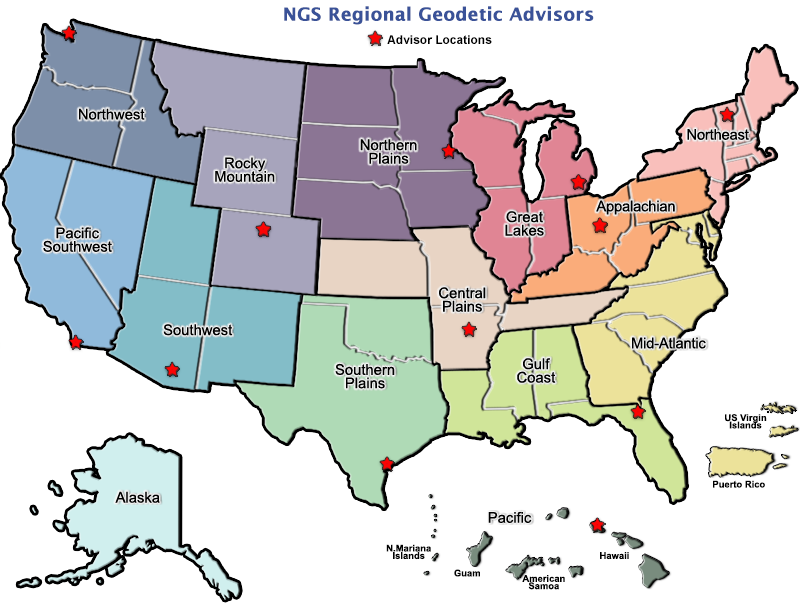 NGS Regional Geodetic Advisors
Advisor Locations
Northwest
Rocky
Mountain
Northern
Plains
Northeast
Great
Lakes
Appalachian
Pacific
Southwest
Southwest
Central
Plains
Mid-Atlantic
Southern
Plains
Gulf
Coast
US Virgin
Islands
Puerto Rico
Alaska
Pacific
N.Mariana
Islands
Guam
American
Samoa
Hawaii